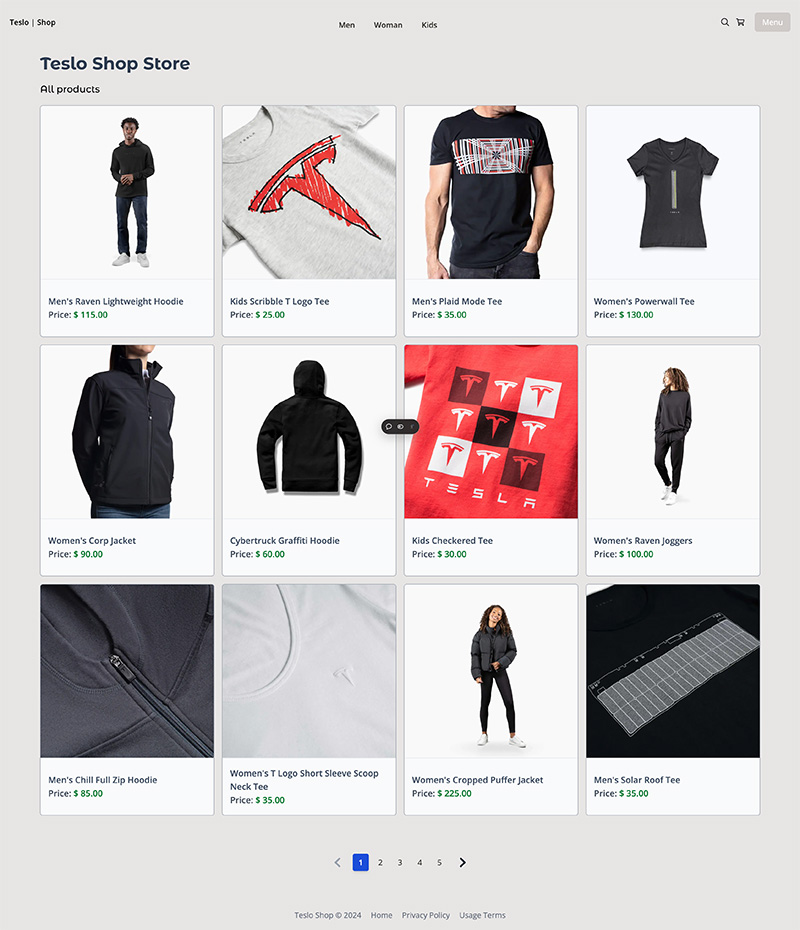 Teslo | Shop
Men
Woman
Kids
Menu
Teslo Shop Store
All products
Men's Raven Lightweight Hoodie
Price: $ 115.00
Kids Scribble T Logo Tee
Price: $ 25.00
Men's Plaid Mode Tee
Price: $ 35.00
Women's Powerwall Tee
Price: $ 130.00
Women's Corp Jacket
Price: $ 90.00
Cybertruck Graffiti Hoodie
Price: $ 60.00
TESLA
Kids Checkered Tee
Price: $ 30.00
Women's Raven Joggers
Price: $ 100.00
Men's Chill Full Zip Hoodie
Price: $ 85.00
Women's T Logo Short Sleeve Scoop
Neck Tee
Price: $ 35.00
Women's Cropped Puffer Jacket
Price: $ 225.00
Men's Solar Roof Tee
Price: $ 35.00
1 2 3 4 5
Teslo Shop © 2024 Home Privacy Policy Usage Terms